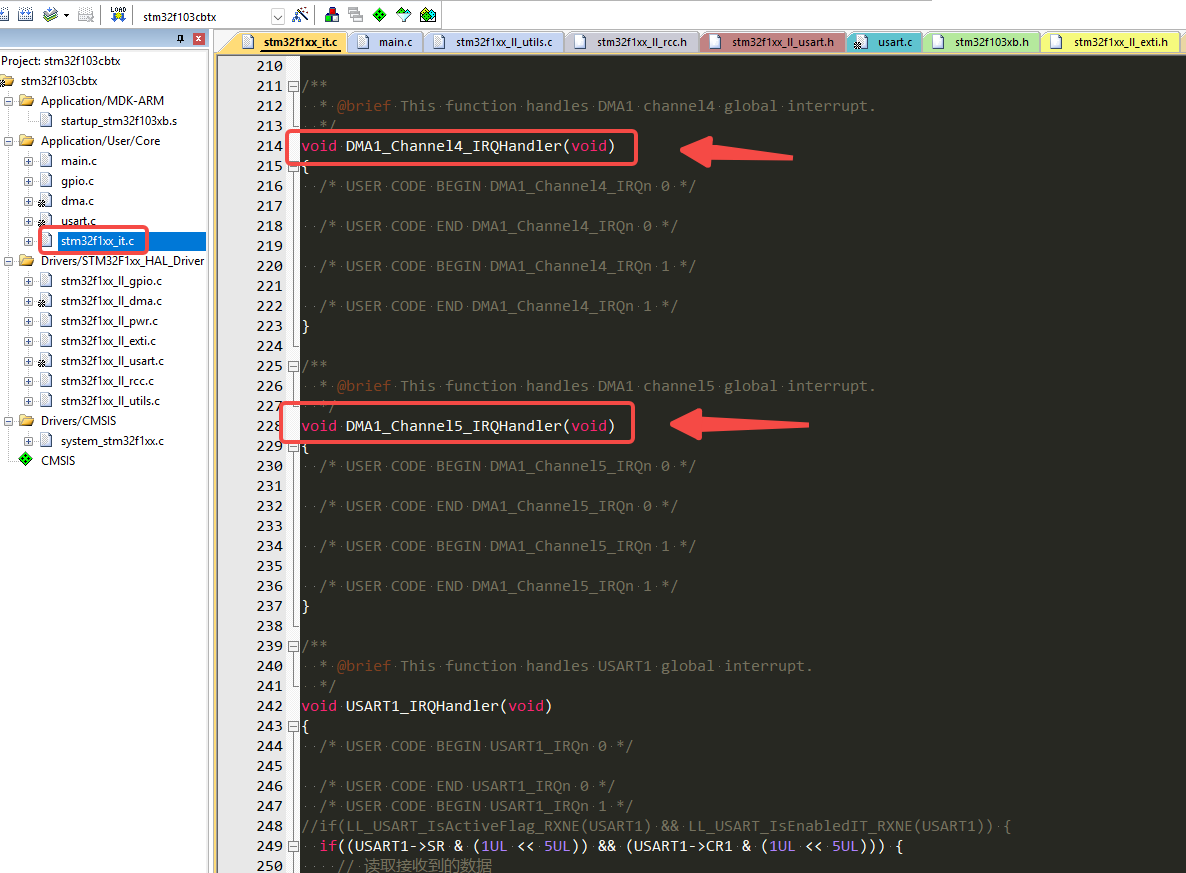 LOAD
stm32f103cbtx
Project: stm32f103cbtx
stm32f103cbtx
Application/MDK-ARM
startup_stm32f103xb.s
Application/User/Core
main.c
gpio.c
dma.c
usart.c
stm32f1xx_it.c
Drivers/STM32F1xx_HAL_Driver
stm32f1xx_ll_gpio.c
stm32f1xx_ll_dma.c
stm32f1xx_ll_pwr.c
stm32f1xx_ll_exti.c
stm32f1xx_ll_usart.c
stm32f1xx_ll_rcc.c
stm32f1xx_ll_utils.c
Drivers/CMSIS
system_stm32f1xx.c
CMSIS
stm32f1xx_it.c main.c stm32f1xx_ll_utils.c stm32f1xx_ll_rcc.h stm32f1xx_ll_usart.h usart.c stm32f103xb.h stm32f1xx_ll_exti.h
210
211 /**
212 * @brief This function handles DMA1 channel4 global interrupt.
213 */
214 void DMA1_Channel4_IRQHandler(void)
215 {
216 /* USER CODE BEGIN DMA1_Channel4_IRQn 0 */
217
218 /* USER CODE END DMA1_Channel4_IRQn 0 */
219
220 /* USER CODE BEGIN DMA1_Channel4_IRQn 1 */
221
222 /* USER CODE END DMA1_Channel4_IRQn 1 */
223 }
224
225 /**
226 * @brief This function handles DMA1 channel5 global interrupt.
227 */
228 void DMA1_Channel5_IRQHandler(void)
229 {
230 /* USER CODE BEGIN DMA1_Channel5_IRQn 0 */
231
232 /* USER CODE END DMA1_Channel5_IRQn 0 */
233
234 /* USER CODE BEGIN DMA1_Channel5_IRQn 1 */
235
236 /* USER CODE END DMA1_Channel5_IRQn 1 */
237 }
238
239 /**
240 * @brief This function handles USART1 global interrupt.
241 */
242 void USART1_IRQHandler(void)
243 {
244 /* USER CODE BEGIN USART1_IRQn 0 */
245
246 /* USER CODE END USART1_IRQn 0 */
247 /* USER CODE BEGIN USART1_IRQn 1 */
248 //if(LL_USART_IsActiveFlag_RXNE(USART1) && LL_USART_IsEnabledIT_RXNE(USART1)) {
249 if((USART1->SR & (1UL << 5UL)) && (USART1->CR1 & (1UL << 5UL))) {
250 // 读取接收到的数据